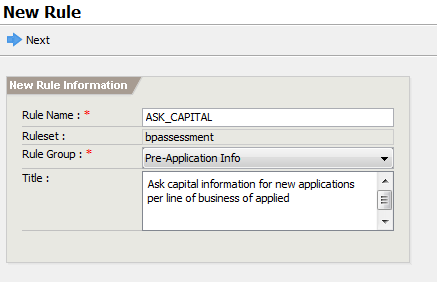 New Rule
Next
New Rule Information
Rule Name : * ASK_CAPITAL
Ruleset : bpassessment
Rule Group : * Pre-Application Info
Title : Ask capital information for new applications
per line of business of applied